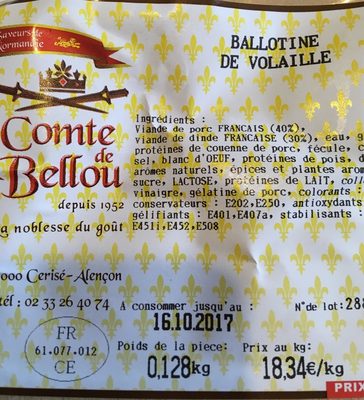 Saveurs de
Normandie
Comte
de
Bellou
depuis 1952
la noblesse du goût
000 Cerisé-Alençon
tél : 02 33 26 40 74
FR
61.077.012
CE
BALLOTINE
DE VOLAILLE
Ingrédients :
Viande de porc FRANCAIS (40%),
viande de dinde FRANCAISE (30%), eau,
protéines de couenne de porc, fécule,
sel, blanc d'OEUF, protéines de pois,
arômes naturels, épices et plantes
sucre, LACTOSE, protéines de LAIT,
vinaigre, gélatine de porc, colorants
conservateurs : E202,E250, antioxydants
gélifiants : E401,E407a, stabilisants
E451i,E452,E508
A consommer jusqu'au :
16.10.2017
N° de lot:
Poids de la piece:
0,128kg
Prix au kg:
18,34€/kg
PRIX